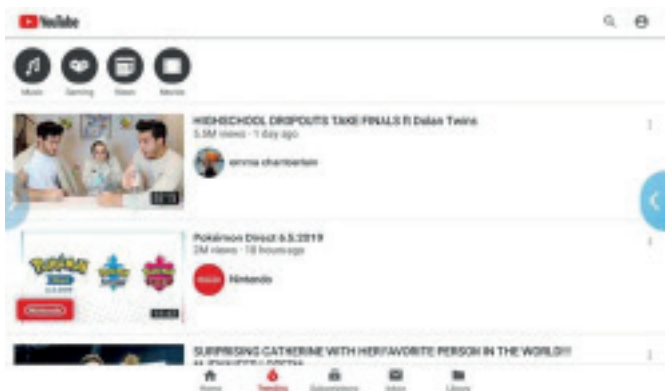 YouTube
Music Gaming News Movies
HIGHSCHOOL DROPOUTS TAKE FINALS ft Dolan Twins
5.5M views · 1 day ago
emma chamberlain
Pokémon Direct 6.5.2019
2M views · 18 hours ago
Nintendo
Nintendo
SURPRISING CATHERINE WITH HER FAVORITE PERSON IN THE WORLD!!!
Home Trending Subscriptions Inbox Library